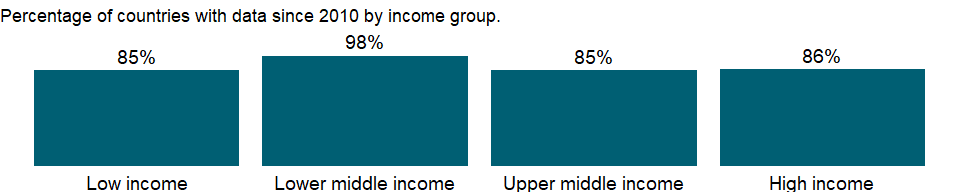 Percentage of countries with data since 2010 by income group.
85%
98%
85%
86%
Low income
Lower middle income
Upper middle income
High income